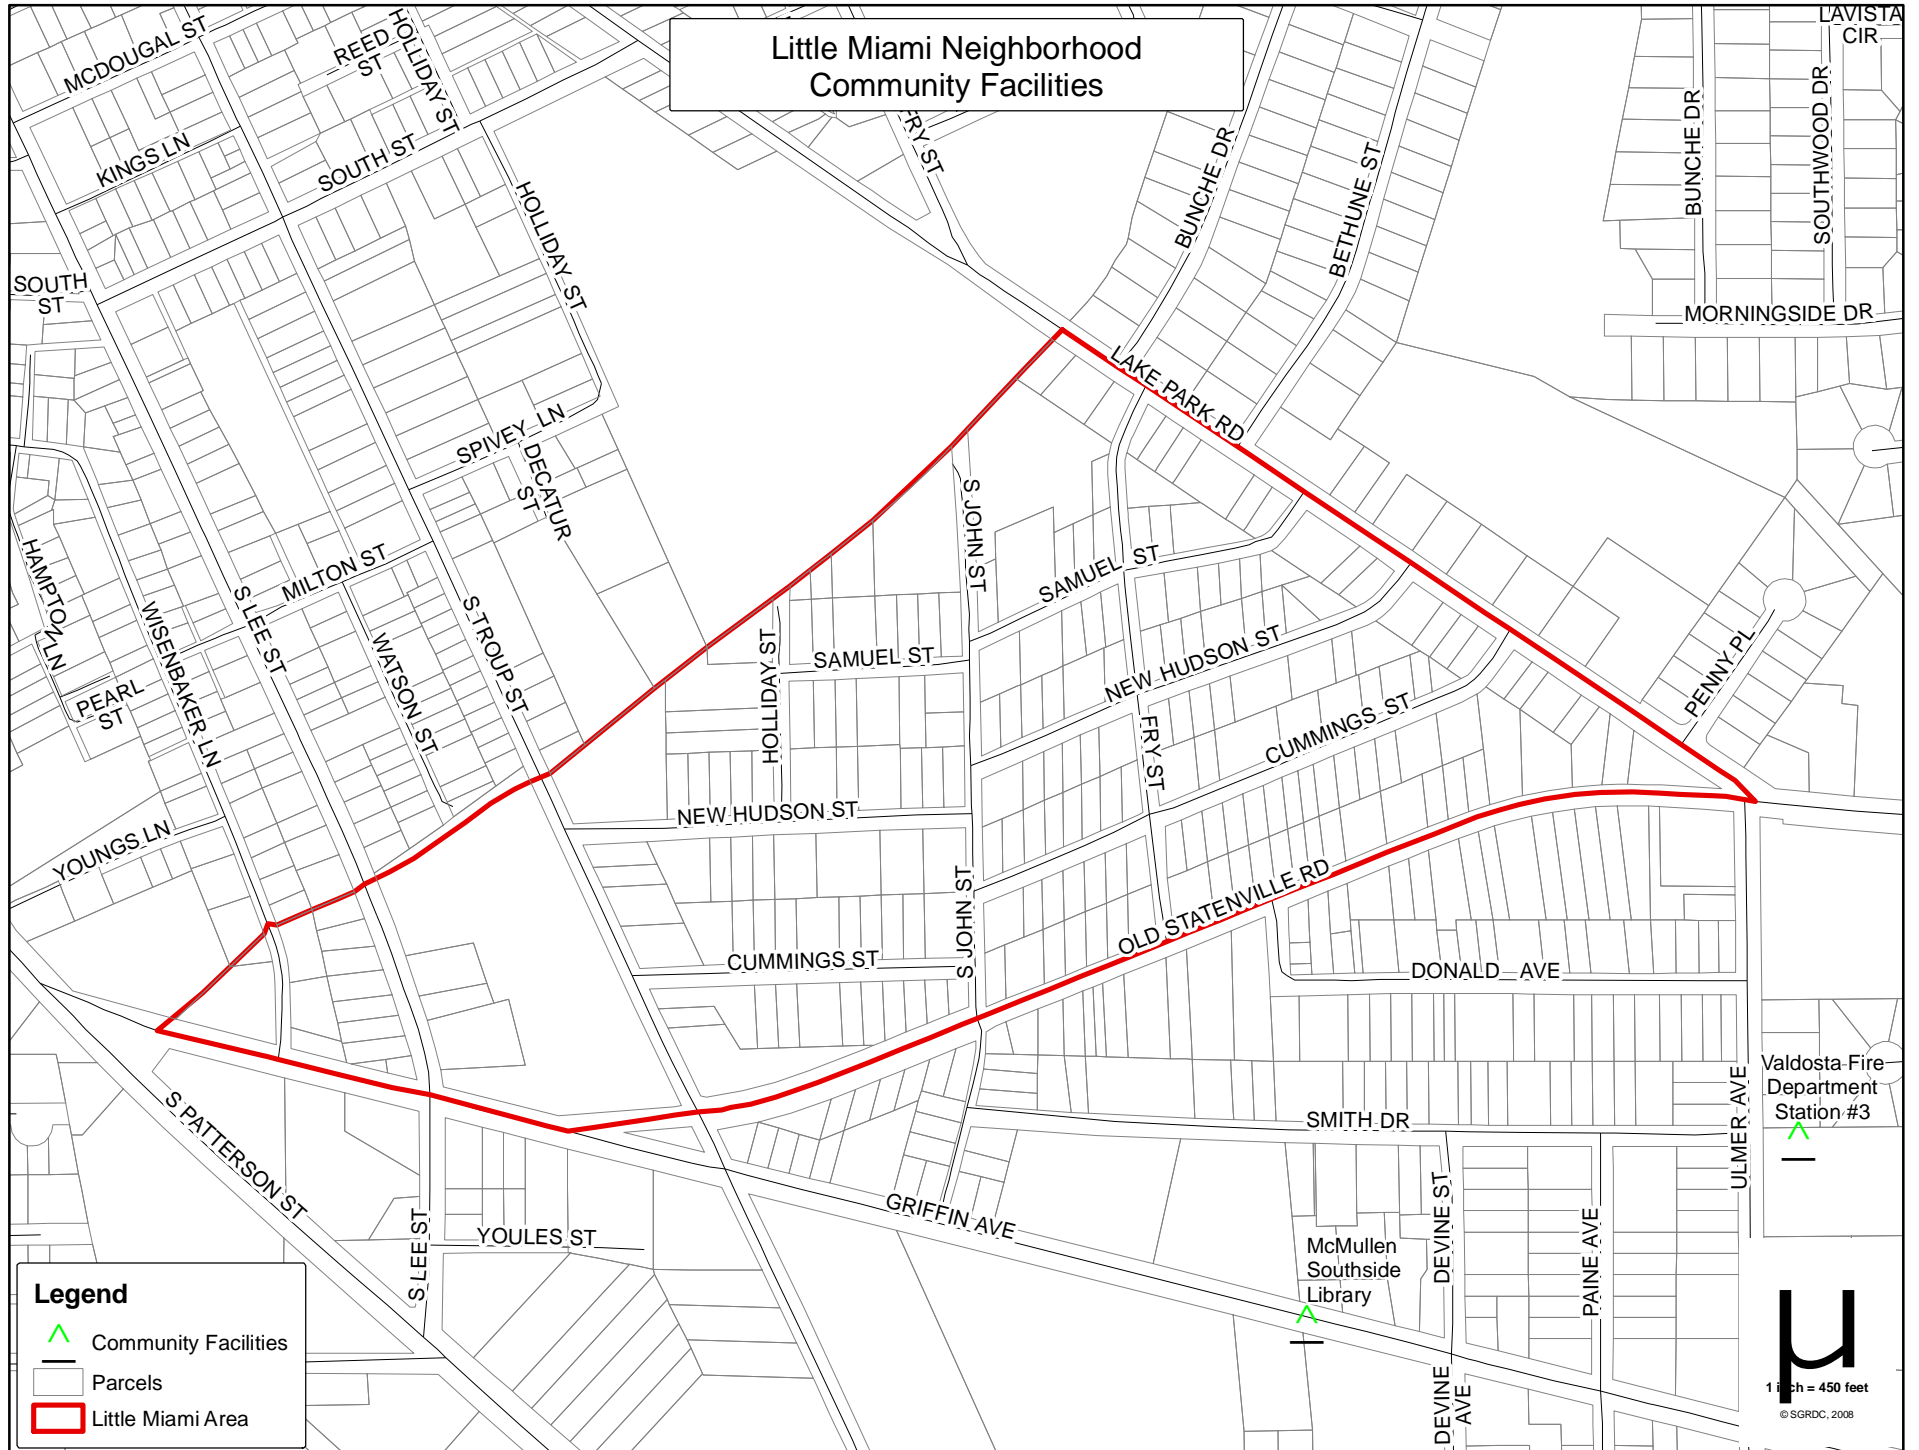 Little Miami Neighborhood
Community Facilities
LAVISTA
CIR
MCDOUGAL ST
REED
ST
HOLLIDAY ST
KINGS LN
SOUTH ST
FRY ST
BUNCHE DR
BETHUNE ST
BUNCHE DR
SOUTHWOOD DR
HOLLIDAY ST
SOUTH
ST
MORNINGSIDE DR
LAKE PARK RD
SPIVEY LN
DECATUR
ST
S JOHN ST
HAMPTON LN
MILTON ST
S LEE ST
WISENBAKER LN
WATSON ST
S TROUP ST
SAMUEL ST
SAMUEL ST
HOLLIDAY ST
NEW HUDSON ST
PENNY PL
PEARL
ST
CUMMINGS ST
FRY ST
NEW HUDSON ST
YOUNGS LN
S JOHN ST
OLD STATENVILLE RD
CUMMINGS ST
DONALD AVE
Valdosta Fire
Department
Station #3
ULMER AVE
SMITH DR
S PATTERSON ST
S LEE ST
YOULES ST
GRIFFIN AVE
DEVINE ST
PAINE AVE
McMullen
Southside
Library
DEVINE
AVE
Legend
Community Facilities
Parcels
Little Miami Area
µ
1 inch = 450 feet
© SGRDC, 2008